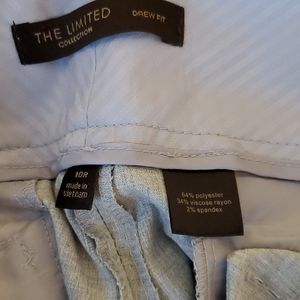 THE LIMITED
COLLECTION
DREW FIT
10R
made in
Vietnam
64% polyester
34% viscose rayon
2% spandex